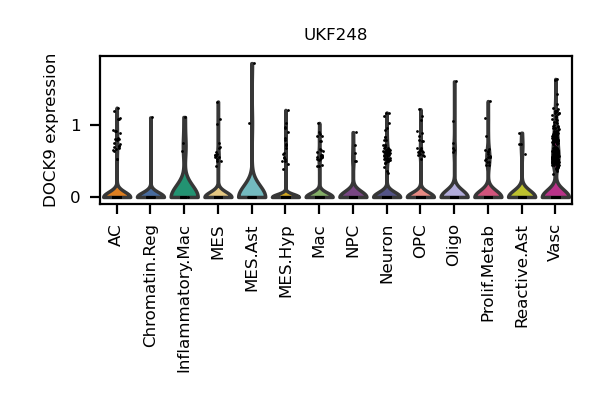 UKF248
DOCK9 expression
1
0
AC
Chromatin.Reg
Inflammatory.Mac
MES
MES.Ast
MES.Hyp
Mac
NPC
Neuron
OPC
Oligo
Prolif.Metab
Reactive.Ast
Vasc